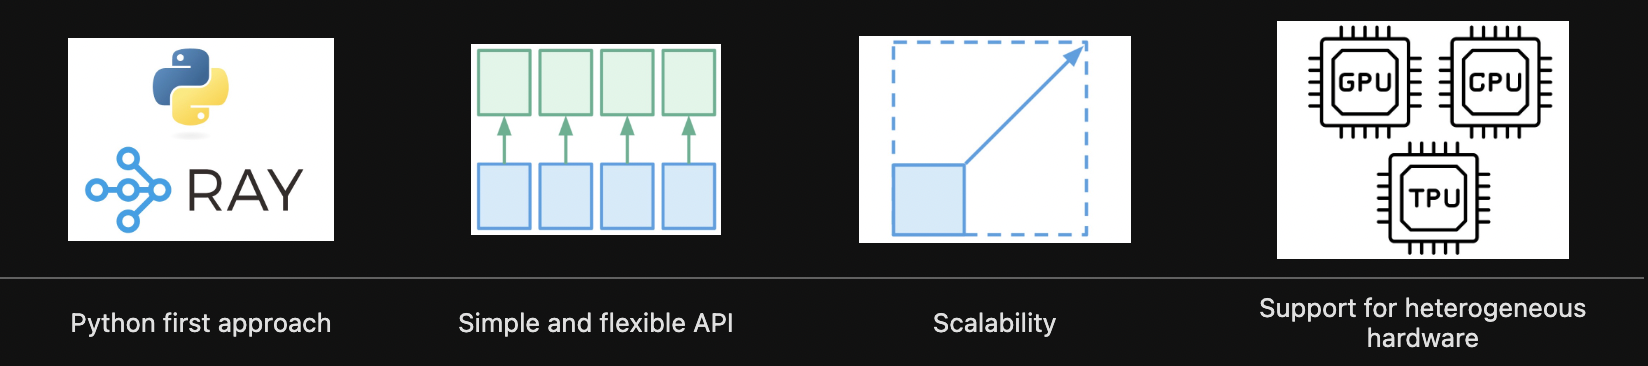 RAY
GPU
CPU
TPU
Python first approach
Simple and flexible API
Scalability
Support for heterogeneous
hardware